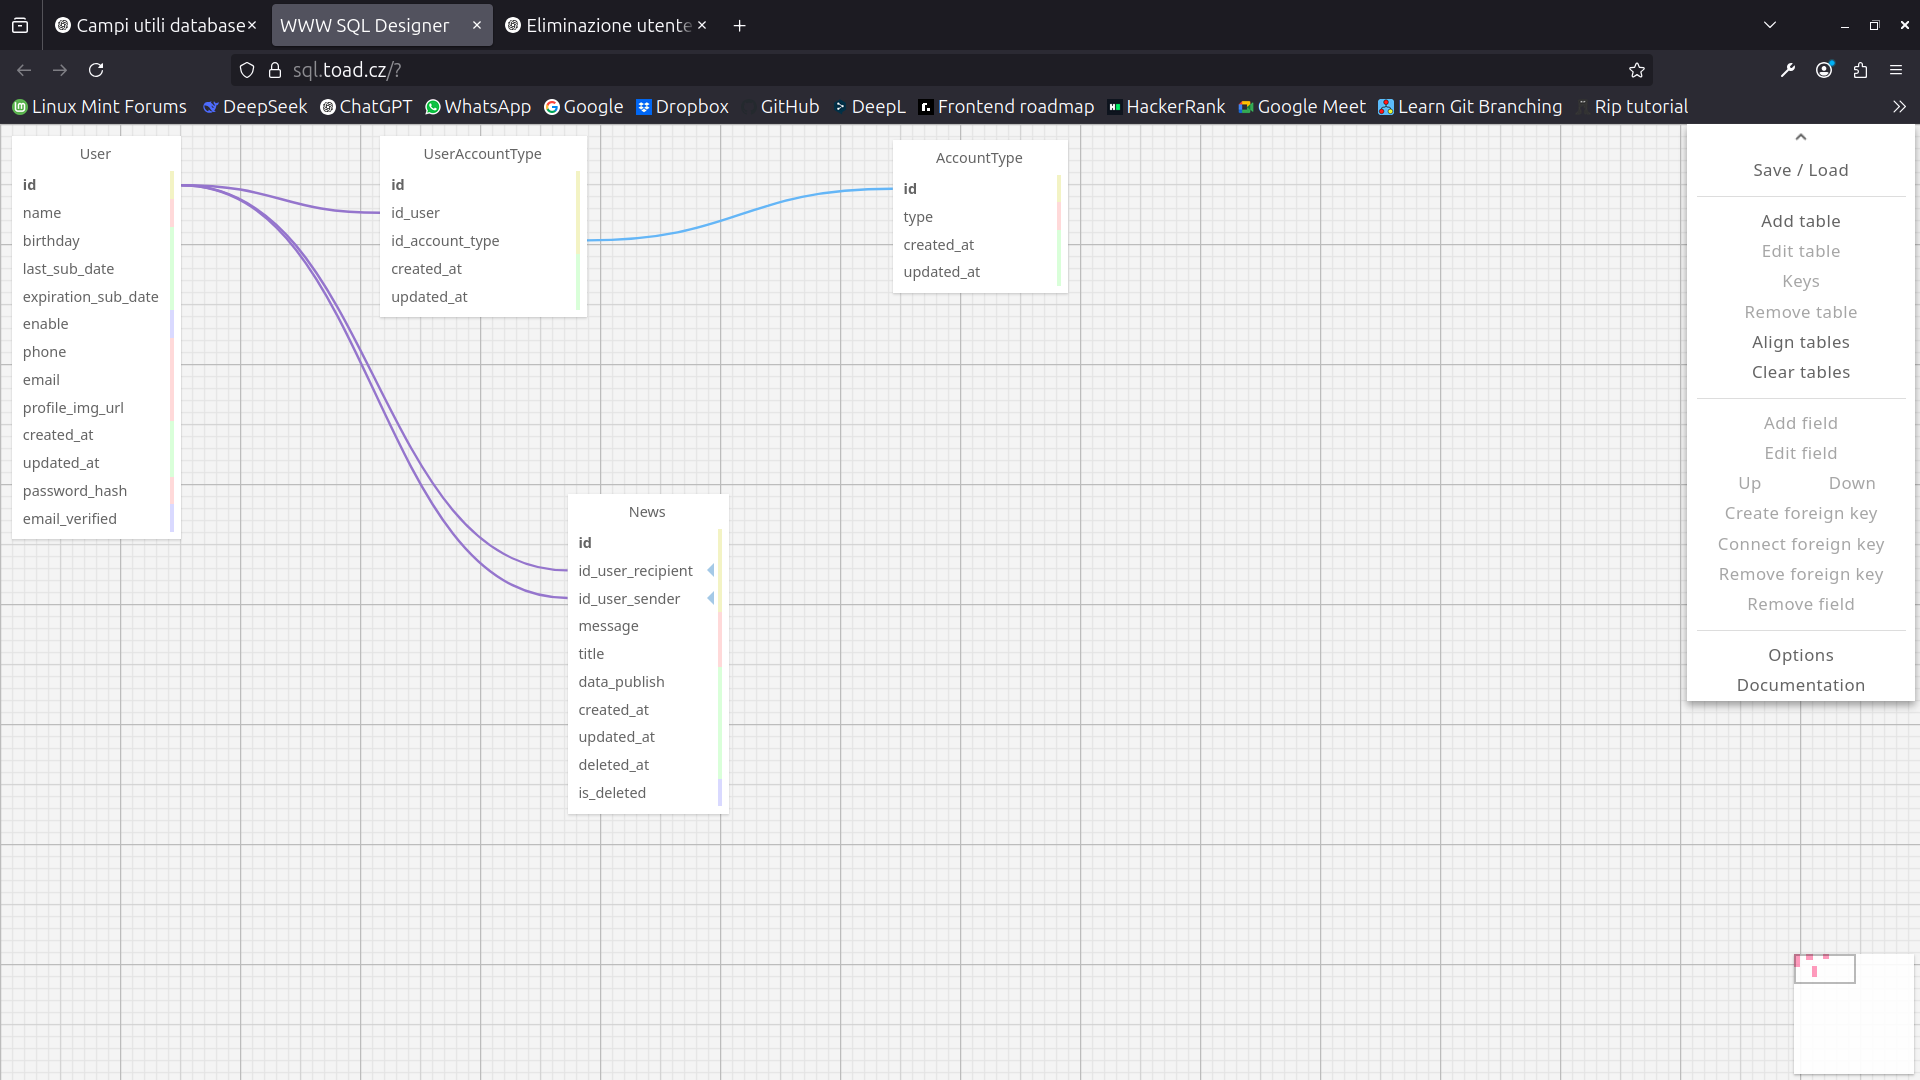 Campi utili database
WWW SQL Designer
Eliminazione utente
sql.toad.cz/?
Linux Mint Forums
DeepSeek
ChatGPT
WhatsApp
Google
Dropbox
GitHub
DeepL
Frontend roadmap
HackerRank
Google Meet
Learn Git Branching
Rip tutorial
User
id
name
birthday
last_sub_date
expiration_sub_date
enable
phone
email
profile_img_url
created_at
updated_at
password_hash
email_verified
UserAccountType
id
id_user
id_account_type
created_at
updated_at
AccountType
id
type
created_at
updated_at
News
id
id_user_recipient
id_user_sender
message
title
data_publish
created_at
updated_at
deleted_at
is_deleted
Save / Load
Add table
Edit table
Keys
Remove table
Align tables
Clear tables
Add field
Edit field
Up Down
Create foreign key
Connect foreign key
Remove foreign key
Remove field
Options
Documentation